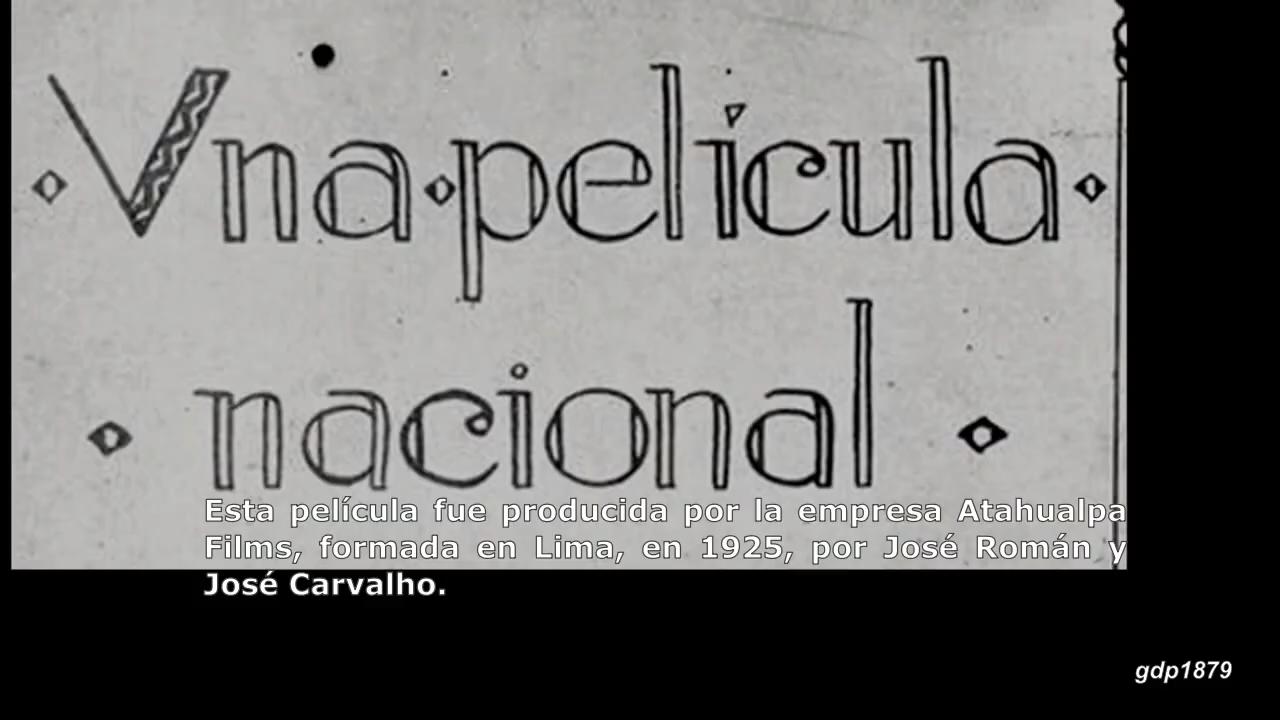 Vna película
nacional
Esta película fue producida por la empresa Atahualpa
Films, formada en Lima, en 1925, por José Román y
José Carvalho.
gdp1879